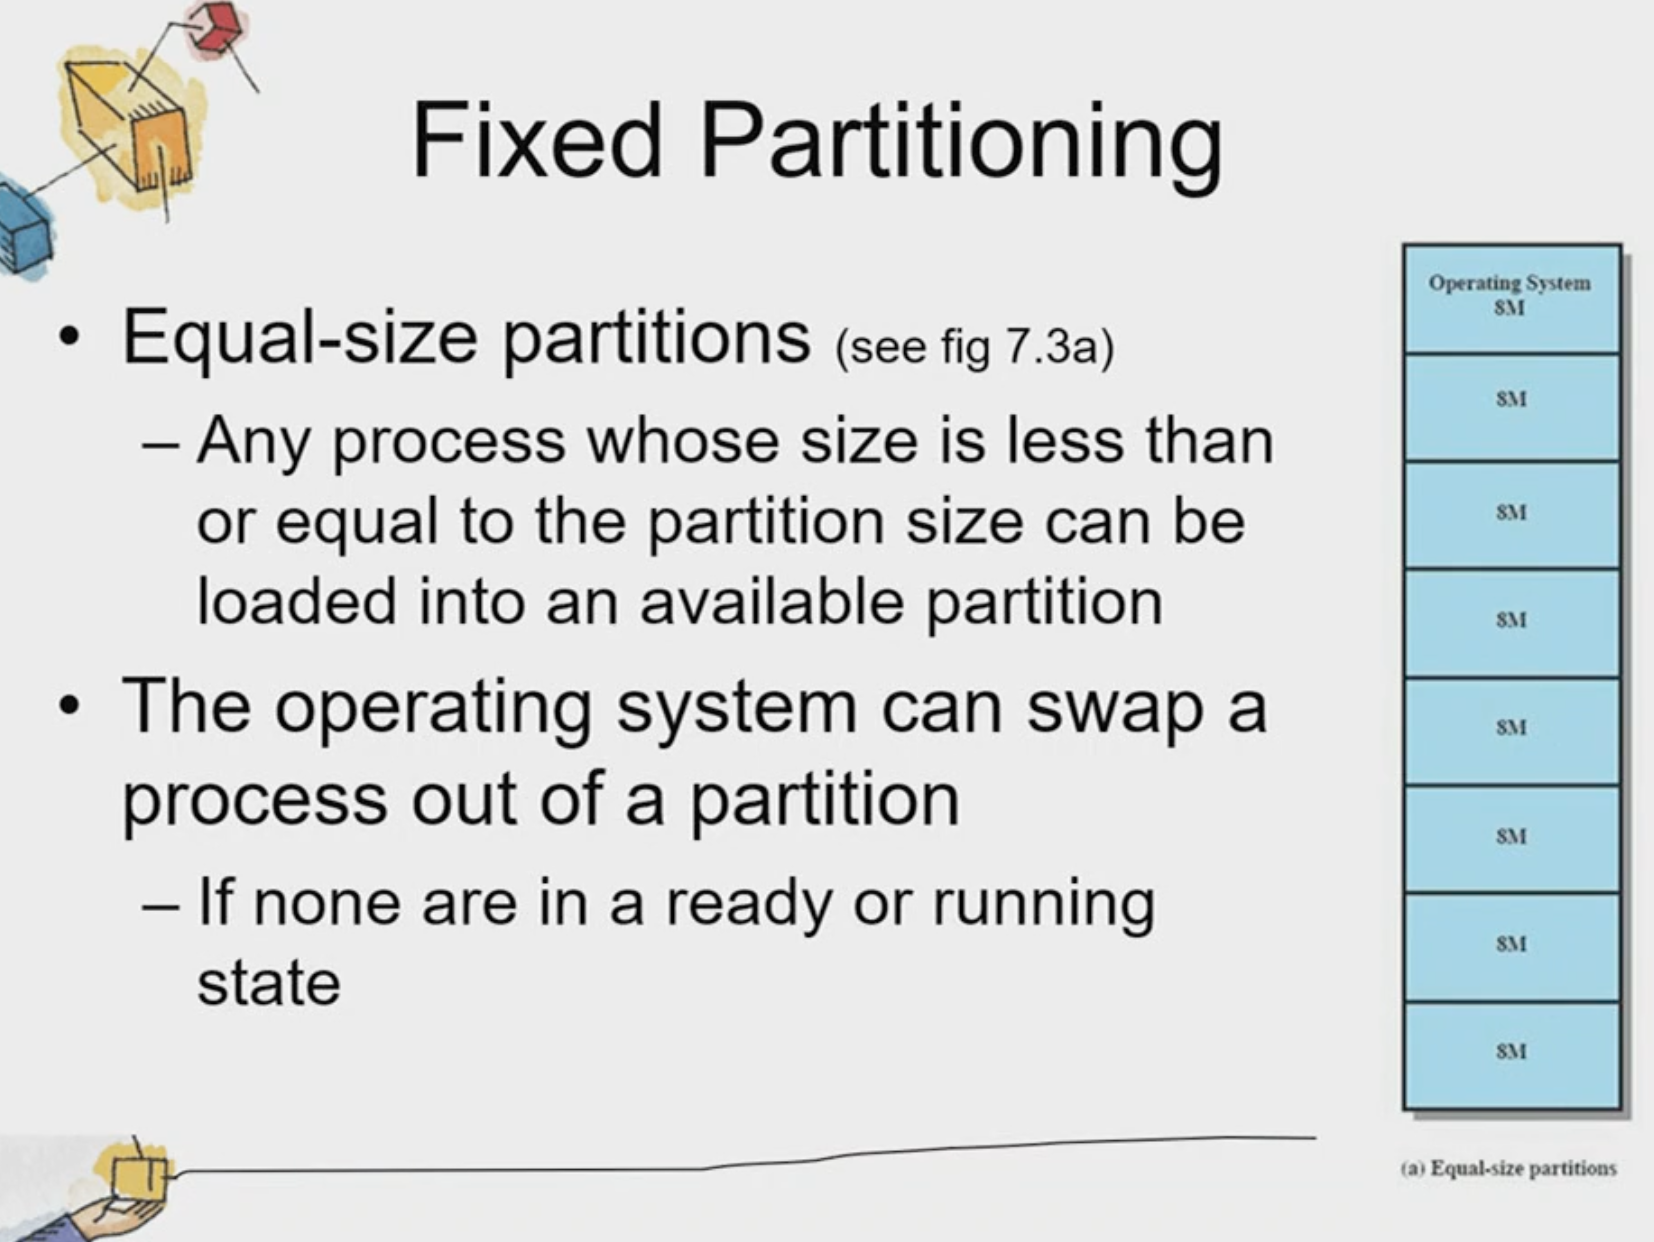 Fixed Partitioning
• Equal-size partitions (see fig 7.3a)
– Any process whose size is less than
or equal to the partition size can be
loaded into an available partition
• The operating system can swap a
process out of a partition
– If none are in a ready or running
state
Operating System
8M
8M
8M
8M
8M
8M
8M
8M
(a) Equal-size partitions